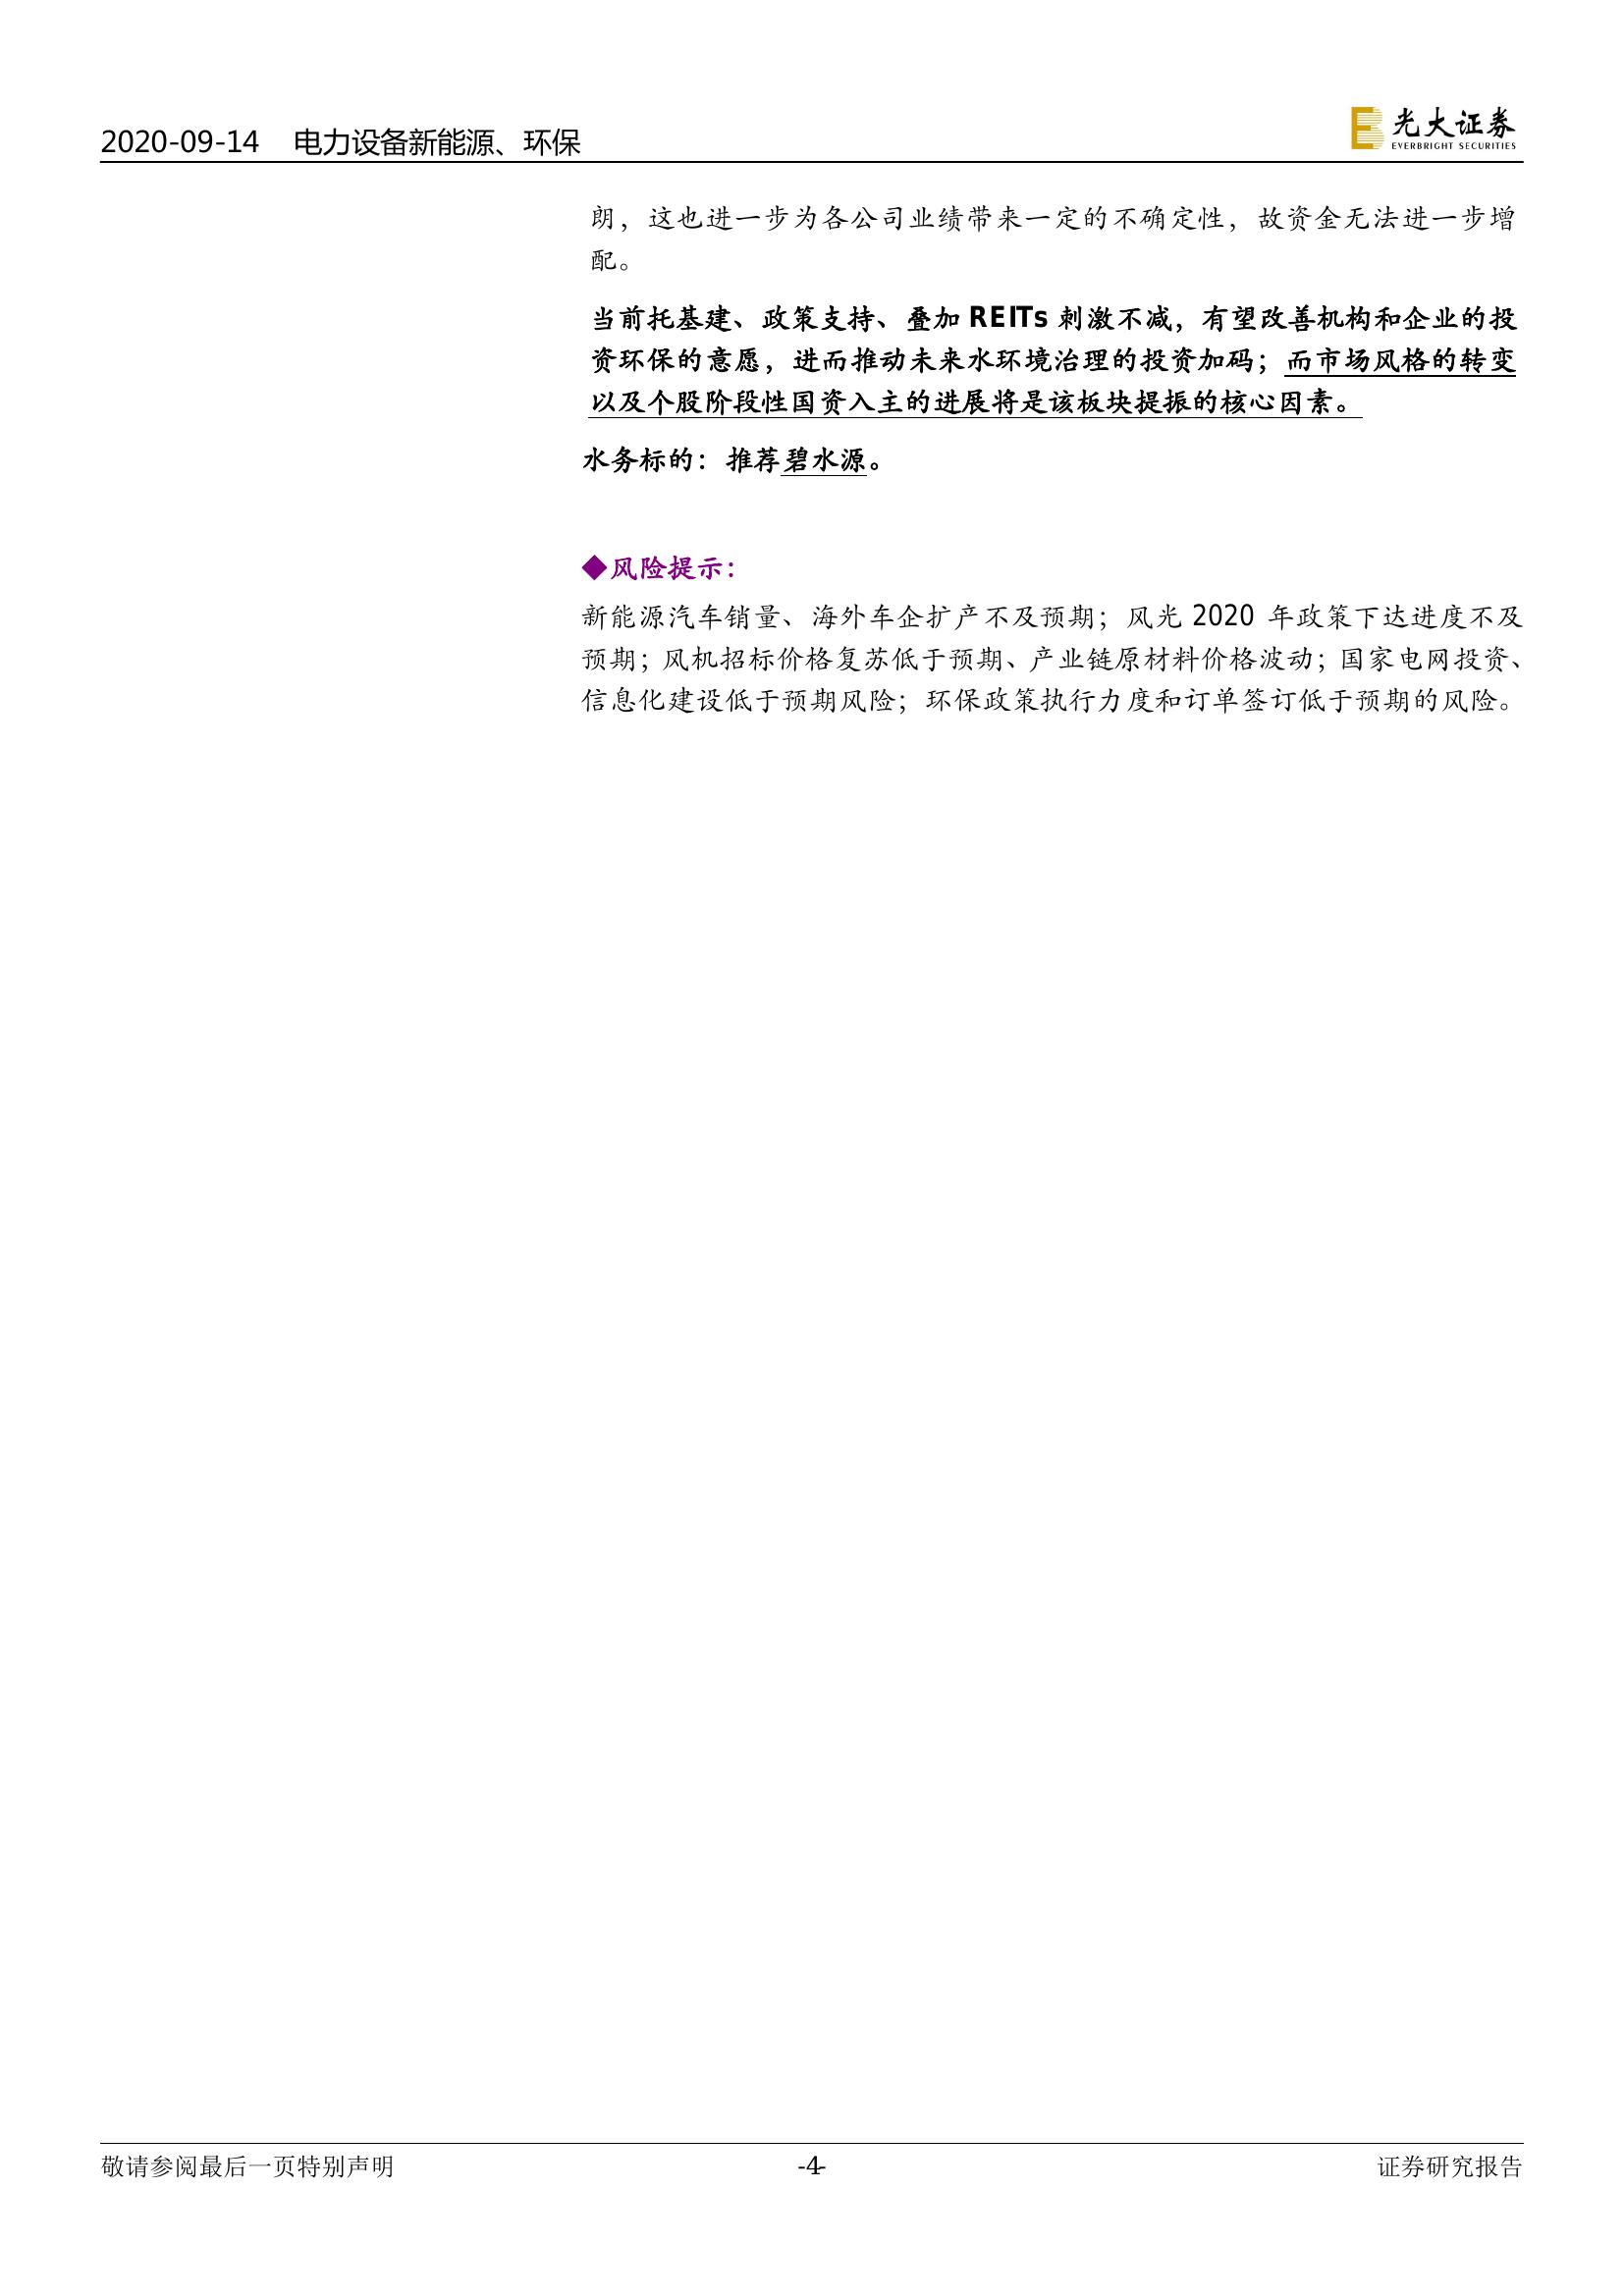 2020-09-14 电力设备新能源、环保
光大证券
EVERBRIGHT SECURITIES
朗，这也进一步为各公司业绩带来一定的不确定性，故资金无法进一步增
配。
当前托基建、政策支持、叠加 REITs 刺激不减，有望改善机构和企业的投
资环保的意愿，进而推动未来水环境治理的投资加码；而市场风格的转变
以及个股阶段性国资入主的进展将是该板块提振的核心因素。
水务标的：推荐碧水源。
◆风险提示：
新能源汽车销量、海外车企扩产不及预期；风光 2020 年政策下达进度不及
预期；风机招标价格复苏低于预期、产业链原材料价格波动；国家电网投资、
信息化建设低于预期风险；环保政策执行力度和订单签订低于预期的风险。
敬请参阅最后一页特别声明
-4-
证券研究报告